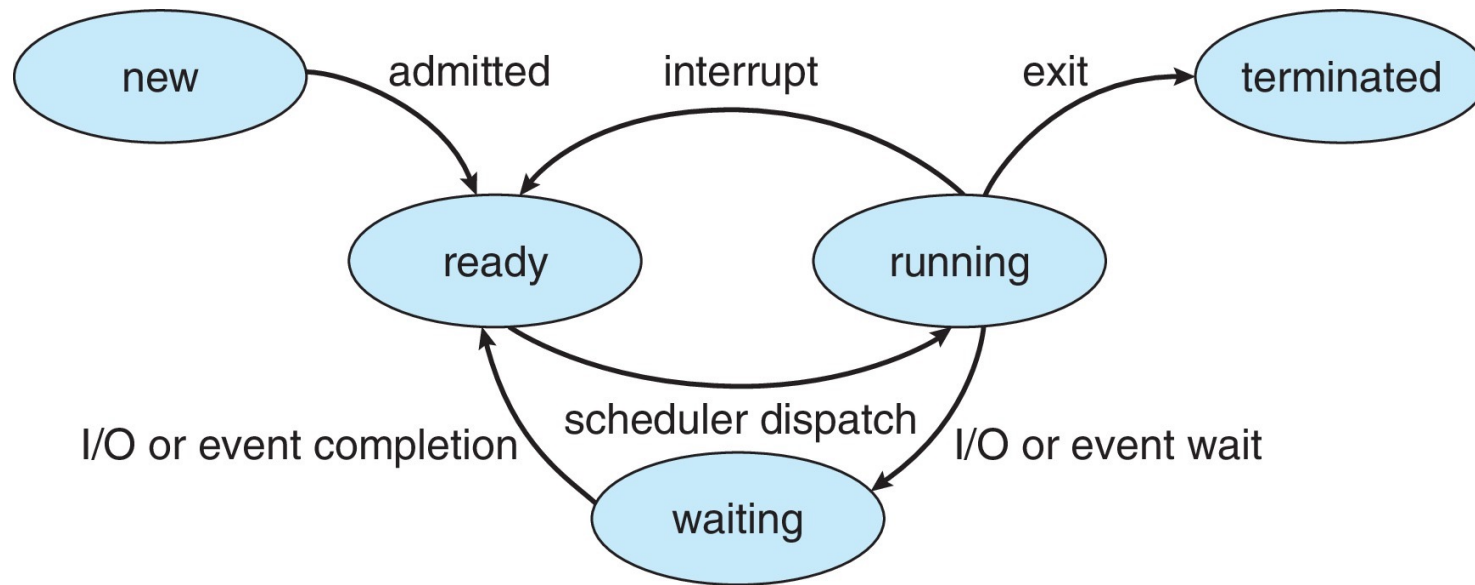 new
admitted
interrupt
exit
terminated
ready
running
scheduler dispatch
I/O or event completion
I/O or event wait
waiting